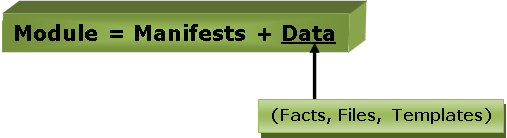 Module = Manifests + Data
(Facts, Files, Templates)